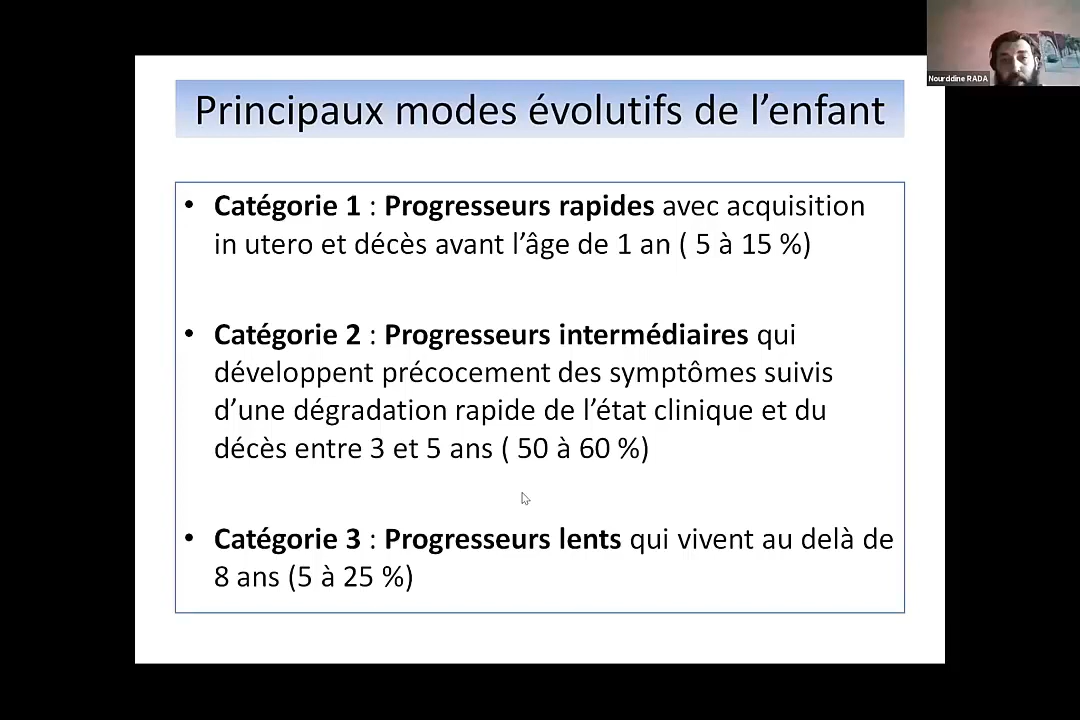 Nourddine RADA
Principaux modes évolutifs de l’enfant
• Catégorie 1 : Progresseurs rapides avec acquisition
in utero et décès avant l’âge de 1 an ( 5 à 15 %)
• Catégorie 2 : Progresseurs intermédiaires qui
développent précocement des symptômes suivis
d’une dégradation rapide de l’état clinique et du
décès entre 3 et 5 ans ( 50 à 60 %)
• Catégorie 3 : Progresseurs lents qui vivent au delà de
8 ans (5 à 25 %)